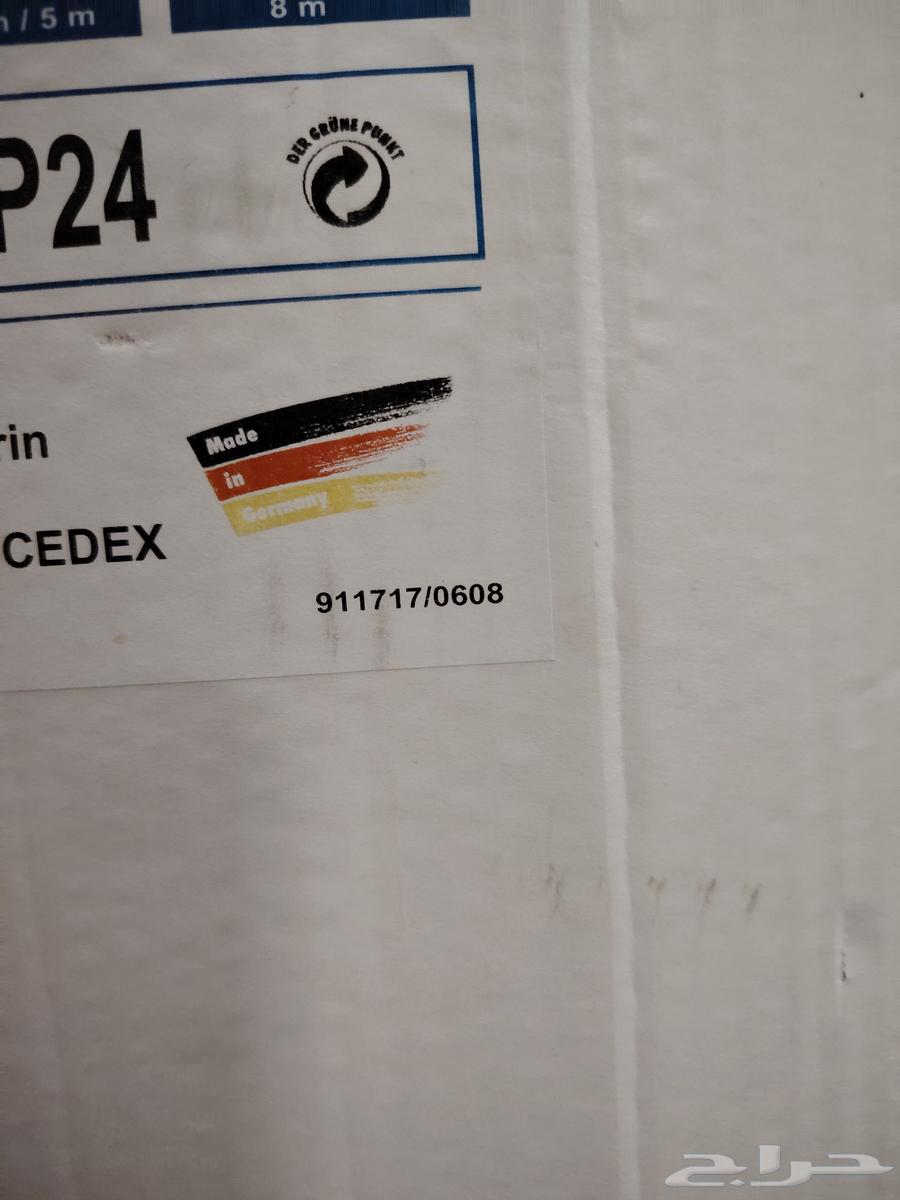 / 5 m
8 m
P24
DER GRÜNE PUNKT
rin
Made
in
Germany
CEDEX
911717/0608
حراج